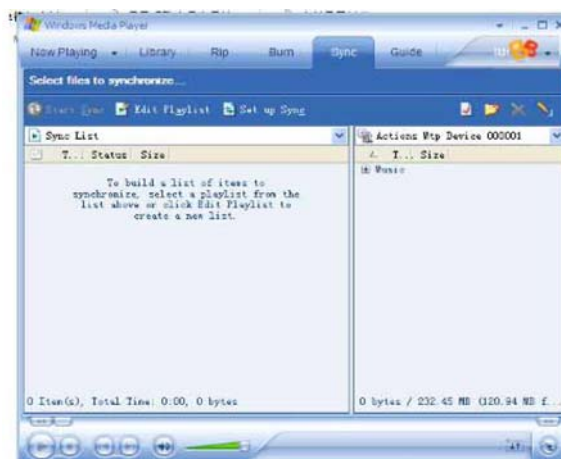 Windows Media Player
Now Playing Library Rip Burn Sync Guide
Select files to synchronize...
Start Sync Edit Playlist Set up Sync
Sync List Actions Mtp Device 000001
T... Status Size T... Size
Music
To build a list of items to
synchronize, select a playlist from the
list above or click Edit Playlist to
create a new list.
0 Item(s), Total Time: 0:00, 0 bytes 0 bytes / 232.45 MB (120.94 MB f...